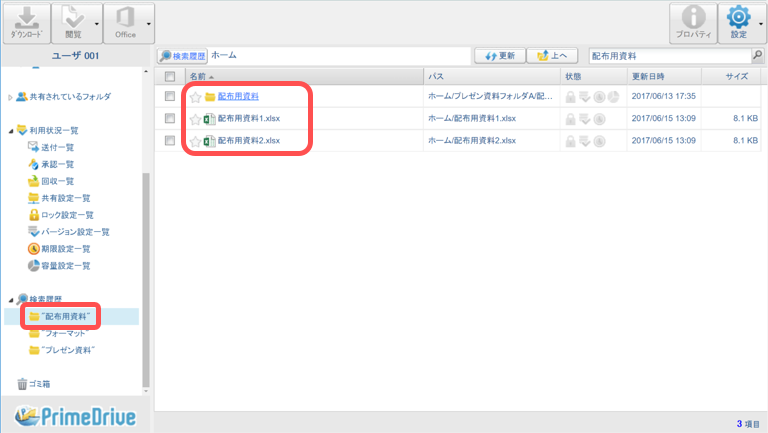 ダウンロード 閲覧 Office プロパティ 設定
ユーザ 001 検索履歴 ホーム 更新 上へ 配布用資料
名前 パス 状態 更新日時 サイズ
共有されているフォルダ
配布用資料 ホーム/プレゼン資料フォルダA/配... 2017/06/13 17:35
配布用資料1.xlsx ホーム/配布用資料1.xlsx 2017/06/15 13:09 8.1 KB
配布用資料2.xlsx ホーム/配布用資料2.xlsx 2017/06/15 13:09 8.1 KB
利用状況一覧
送付一覧
承認一覧
回収一覧
共有設定一覧
ロック設定一覧
バージョン設定一覧
期限設定一覧
容量設定一覧
検索履歴
"配布用資料"
"フォーマット"
"プレゼン資料"
ゴミ箱
PrimeDrive
3 項目